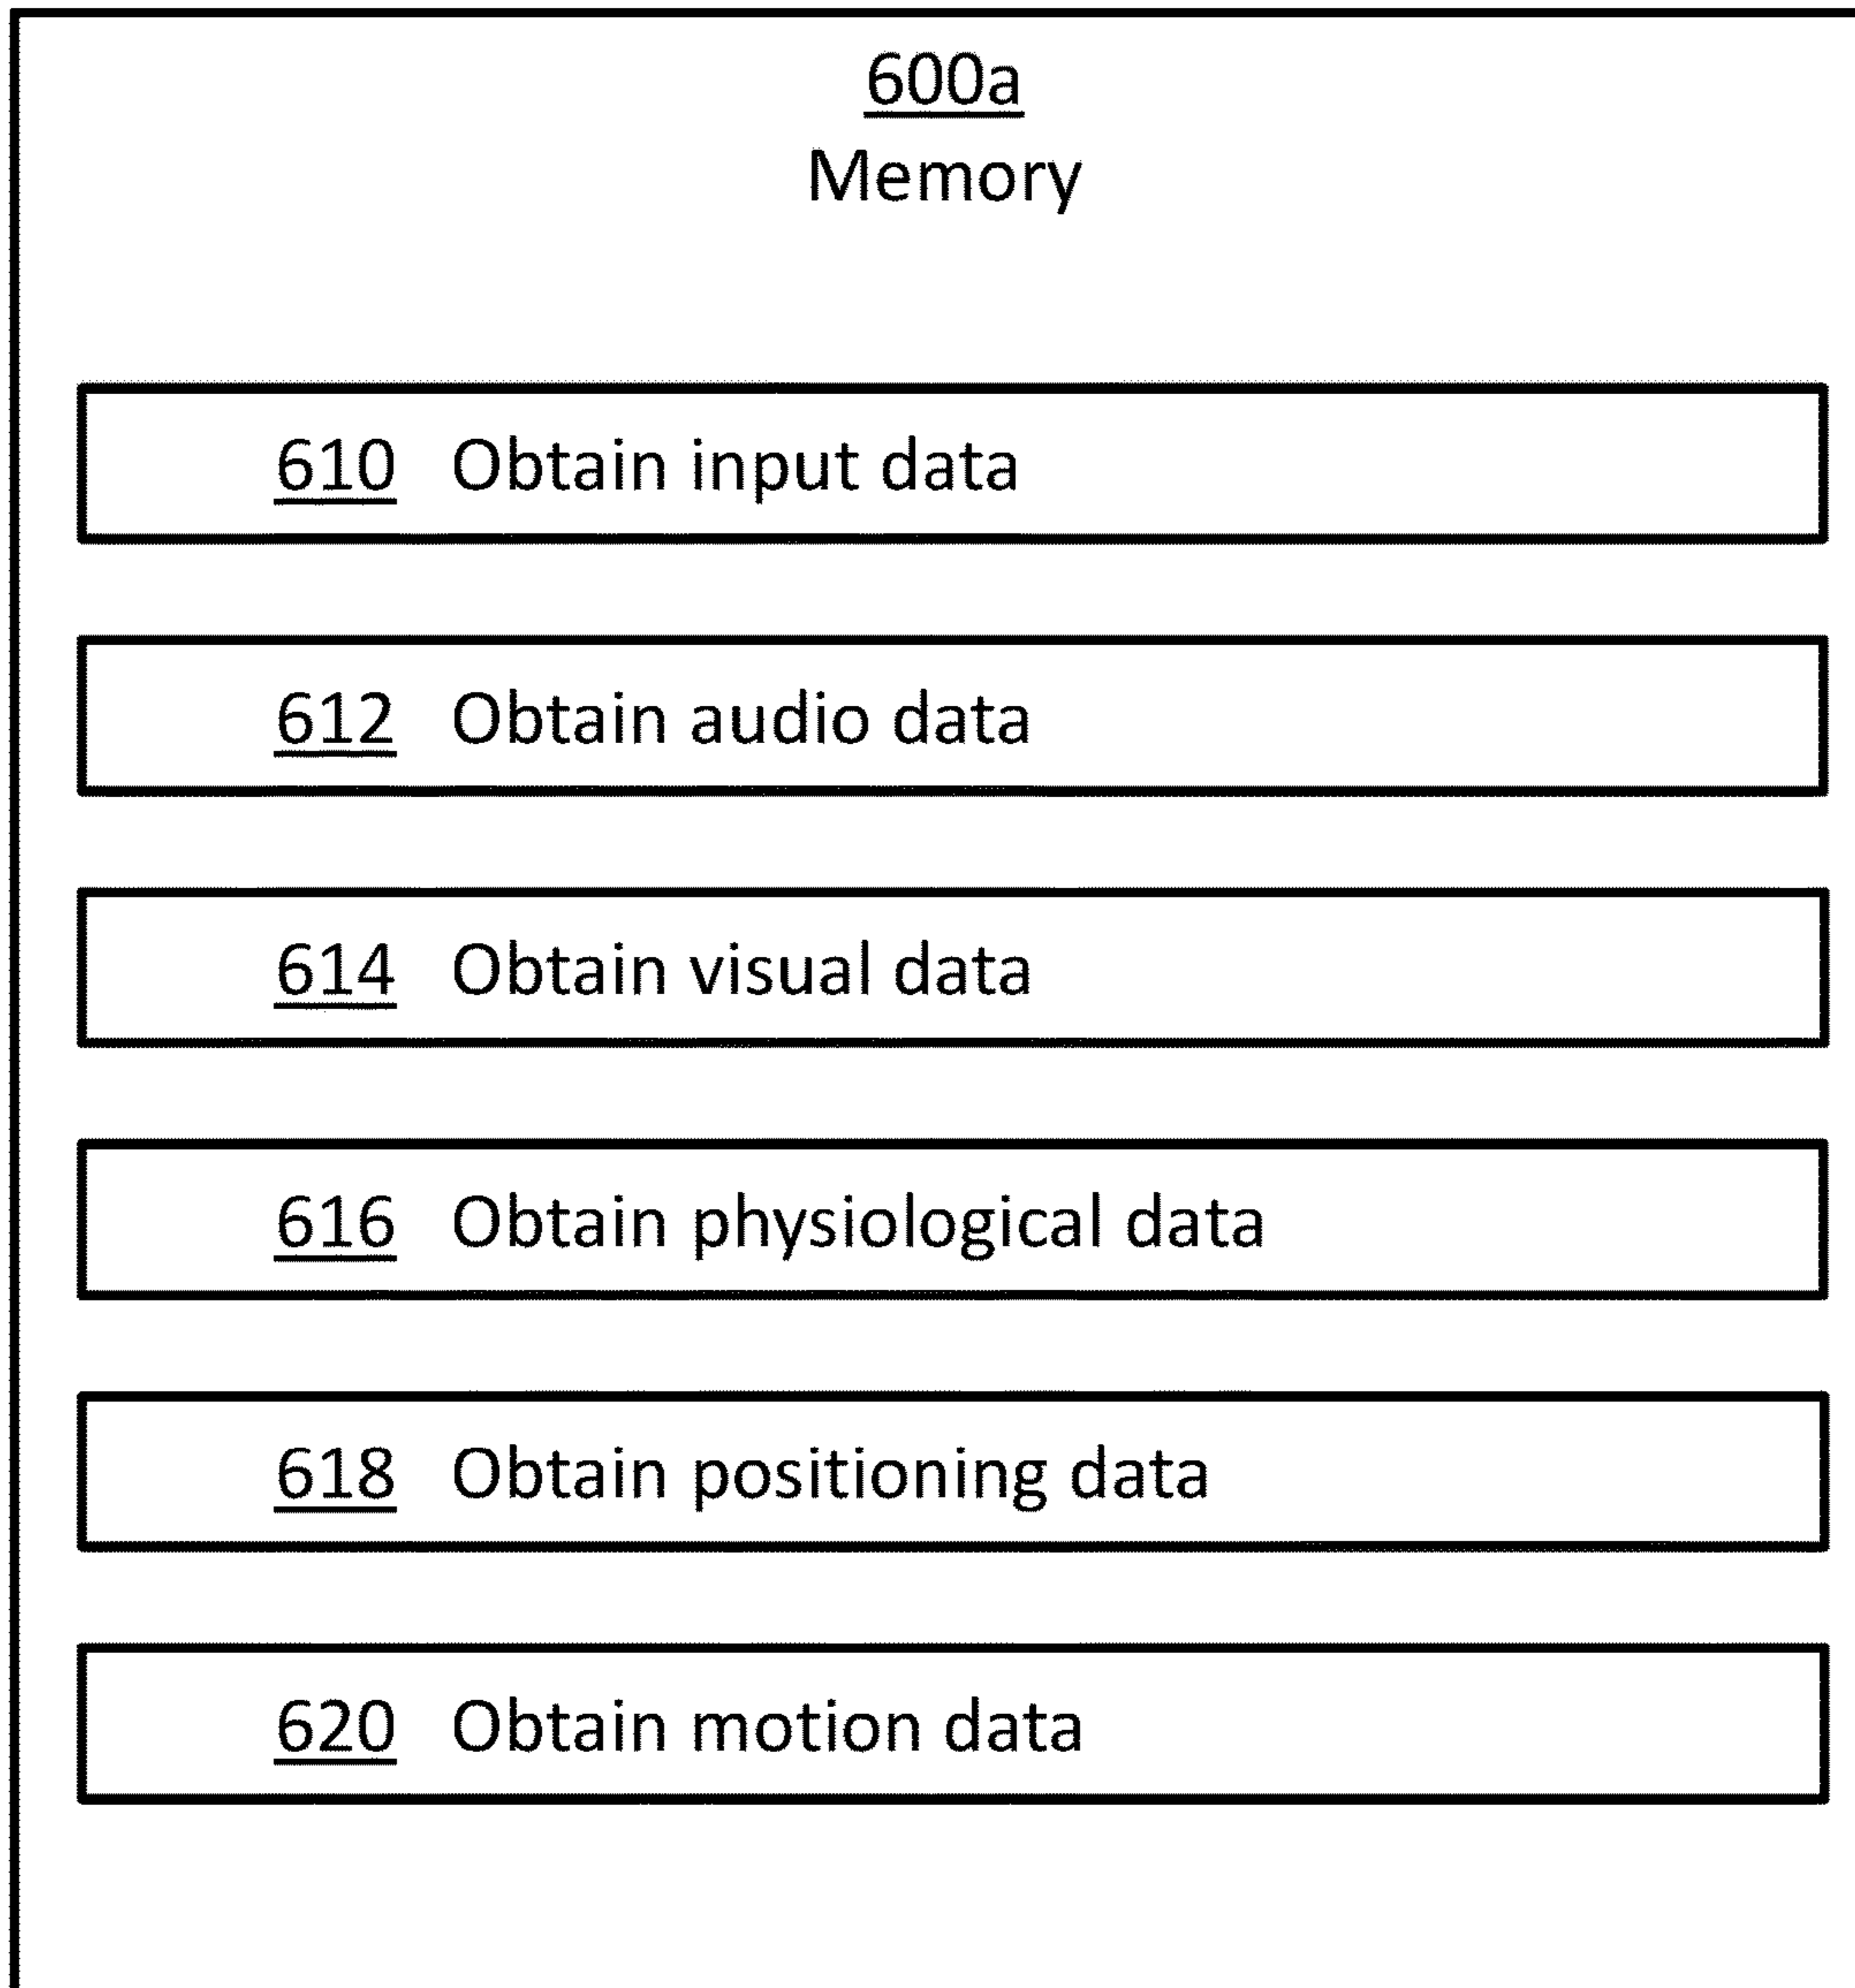 600a
Memory
610 Obtain input data
612 Obtain audio data
614 Obtain visual data
616 Obtain physiological data
618 Obtain positioning data
620 Obtain motion data